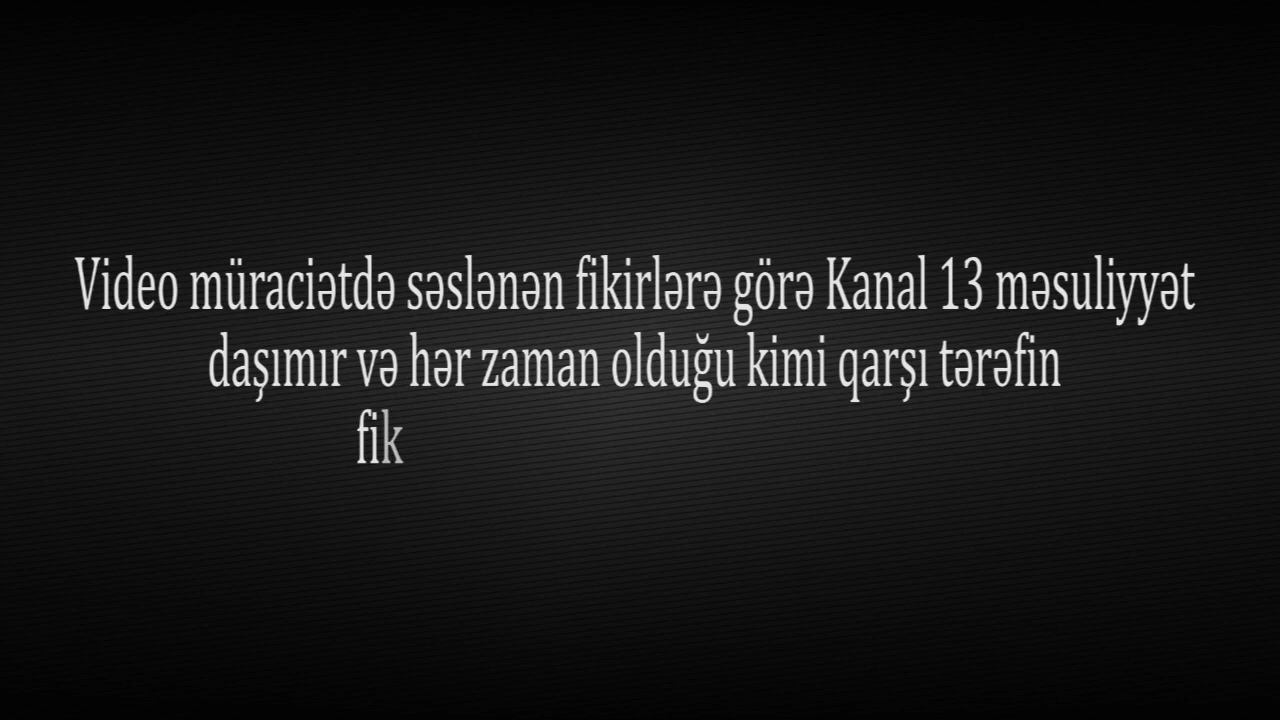 Video müraciətdə səslənən fikirlərə görə Kanal 13 məsuliyyət
daşımır və hər zaman olduğu kimi qarşı tərəfin
fik